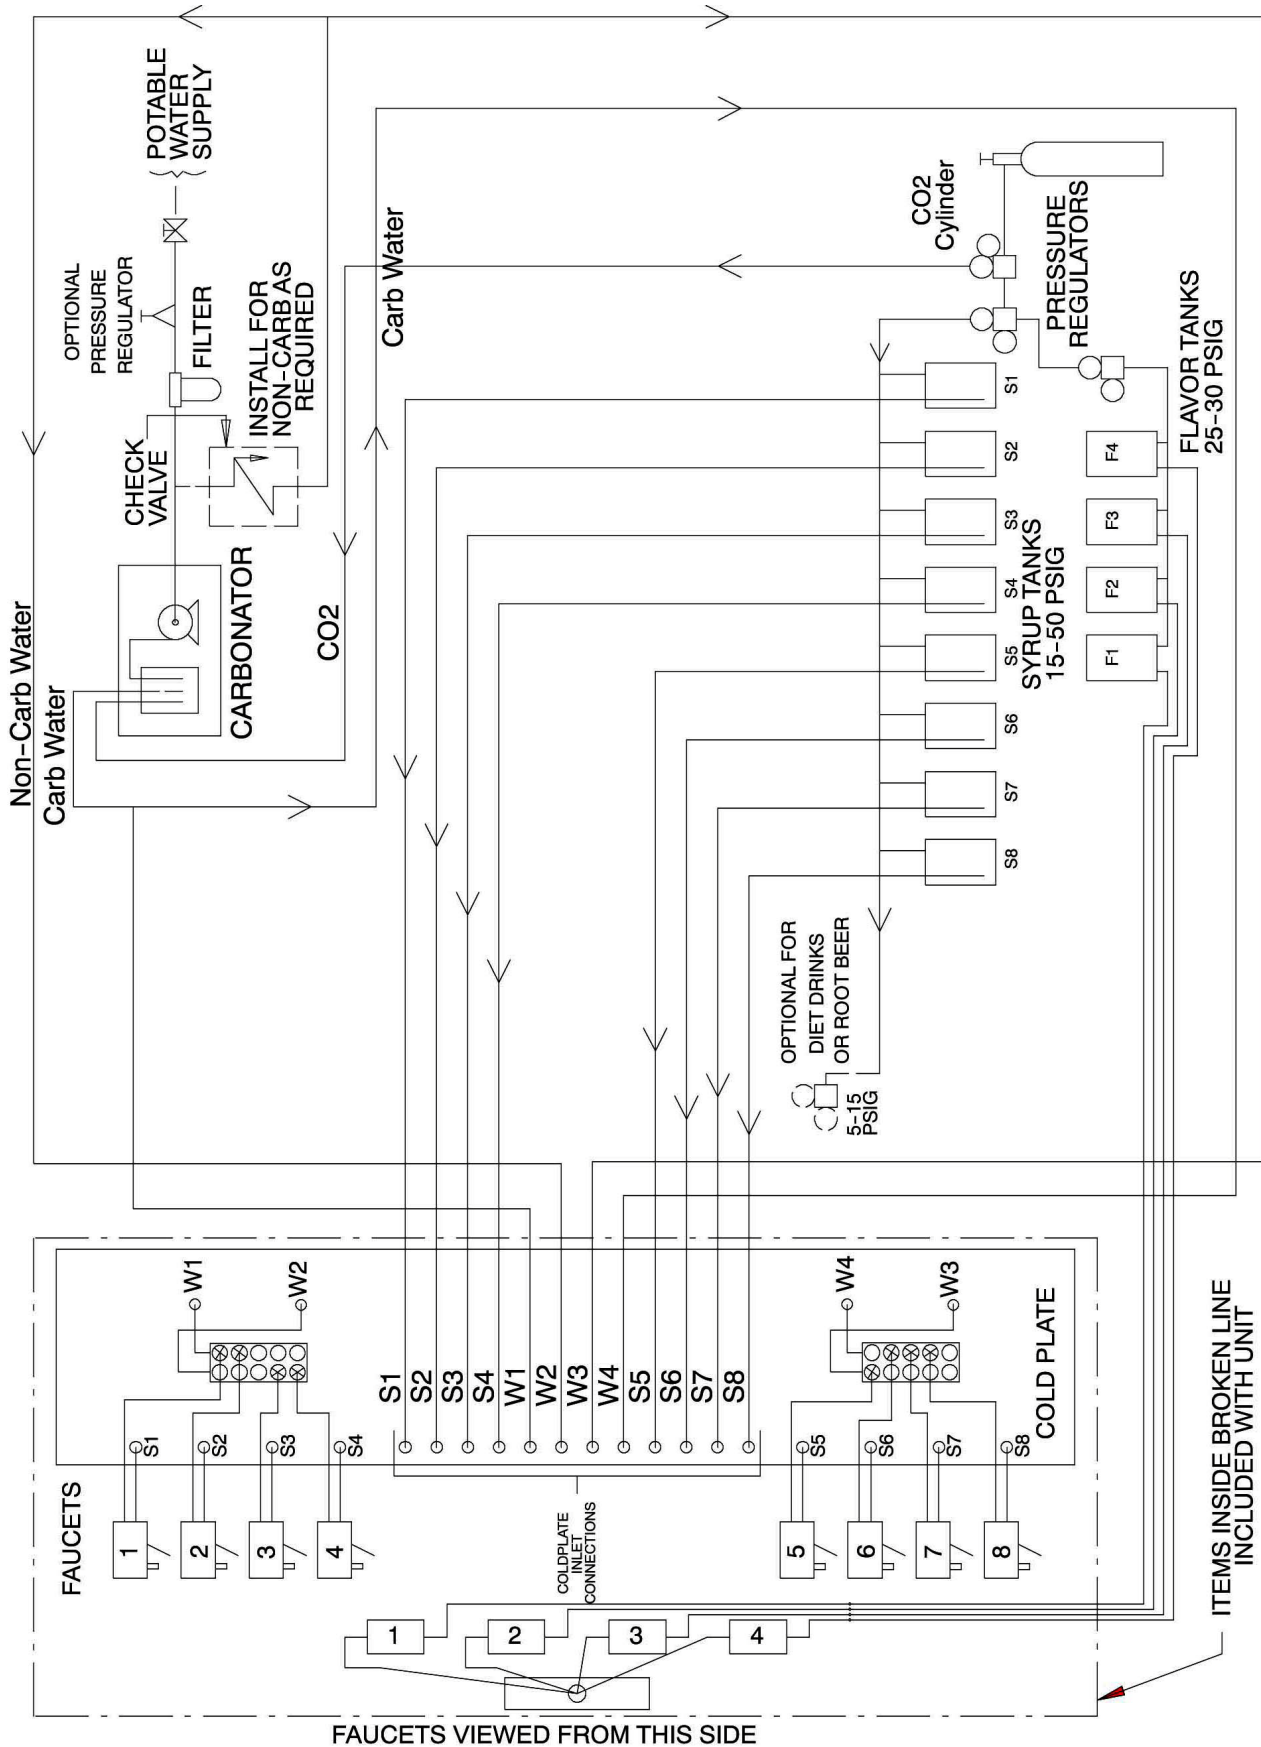 POTABLE
WATER
SUPPLY
OPTIONAL
PRESSURE
REGULATOR
FILTER
CHECK
VALVE
INSTALL FOR
NON-CARB AS
REQUIRED
CARBONATOR
Non-Carb Water
Carb Water
CO2
Carb Water
CO2
Cylinder
PRESSURE
REGULATORS
FLAVOR TANKS
25-30 PSIG
S1
S2
S3
S4
S5
S6
S7
S8
SYRUP TANKS
15-50 PSIG
F4
F3
F2
F1
OPTIONAL FOR
DIET DRINKS
OR ROOT BEER
5-15
PSIG
W1
W2
W4
W3
COLD PLATE
S1
S2
S3
S4
W1
W2
W3
W4
S5
S6
S7
S8
S1
S2
S3
S4
S5
S6
S7
S8
FAUCETS
1
2
3
4
5
6
7
8
COLDPLATE
INLET
CONNECTIONS
1
2
3
4
ITEMS INSIDE BROKEN LINE
INCLUDED WITH UNIT
FAUCETS VIEWED FROM THIS SIDE